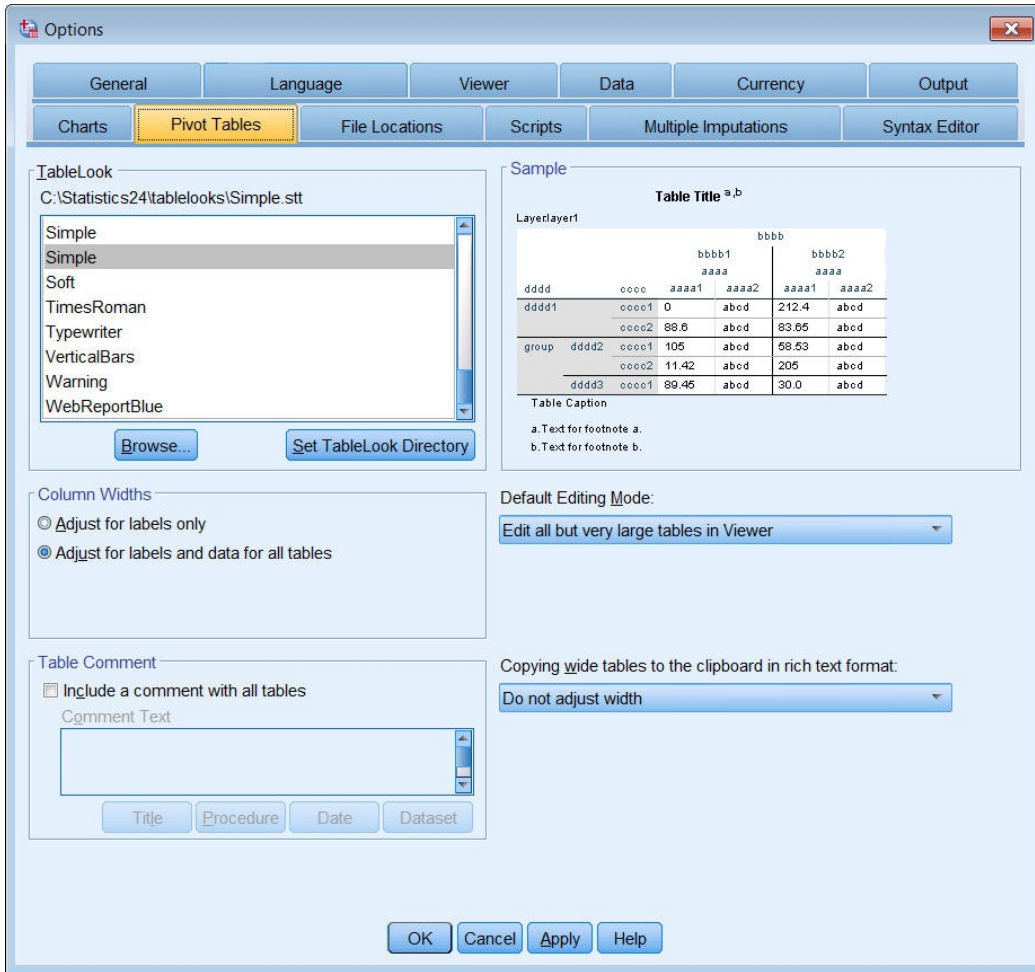 Options
General Language Viewer Data Currency Output
Charts Pivot Tables File Locations Scripts Multiple Imputations Syntax Editor
TableLook
C:\Statistics24\tablelooks\Simple.stt
Simple
Simple
Soft
TimesRoman
Typewriter
VerticalBars
Warning
WebReportBlue
Browse... Set TableLook Directory
Sample
Table Title a,b
Layerlayer1
bbbb
bbbb1 bbbb2
aaaa aaaa
dddd cccc aaaa1 aaaa2 aaaa1 aaaa2
dddd1 cccc1 0 abcd 212.4 abcd
cccc2 88.6 abcd 83.65 abcd
group dddd2 cccc1 105 abcd 58.53 abcd
cccc2 11.42 abcd 205 abcd
dddd3 cccc1 89.45 abcd 30.0 abcd
Table Caption
a.Text for footnote a.
b.Text for footnote b.
Column Widths
Adjust for labels only
Adjust for labels and data for all tables
Default Editing Mode:
Edit all but very large tables in Viewer
Table Comment
Include a comment with all tables
Comment Text
Title Procedure Date Dataset
Copying wide tables to the clipboard in rich text format:
Do not adjust width
OK Cancel Apply Help